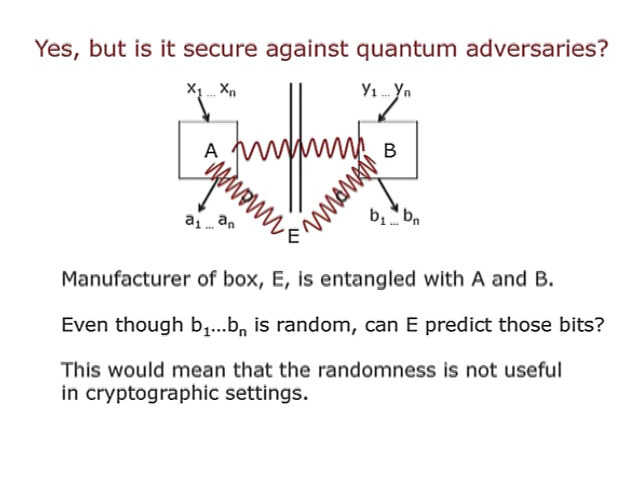 Yes, but is it secure against quantum adversaries?
x₁ ... xₙ
y₁ ... yₙ
A
B
a₁ ... aₙ
b₁ ... bₙ
E
Manufacturer of box, E, is entangled with A and B.
Even though b₁...bₙ is random, can E predict those bits?
This would mean that the randomness is not useful
in cryptographic settings.